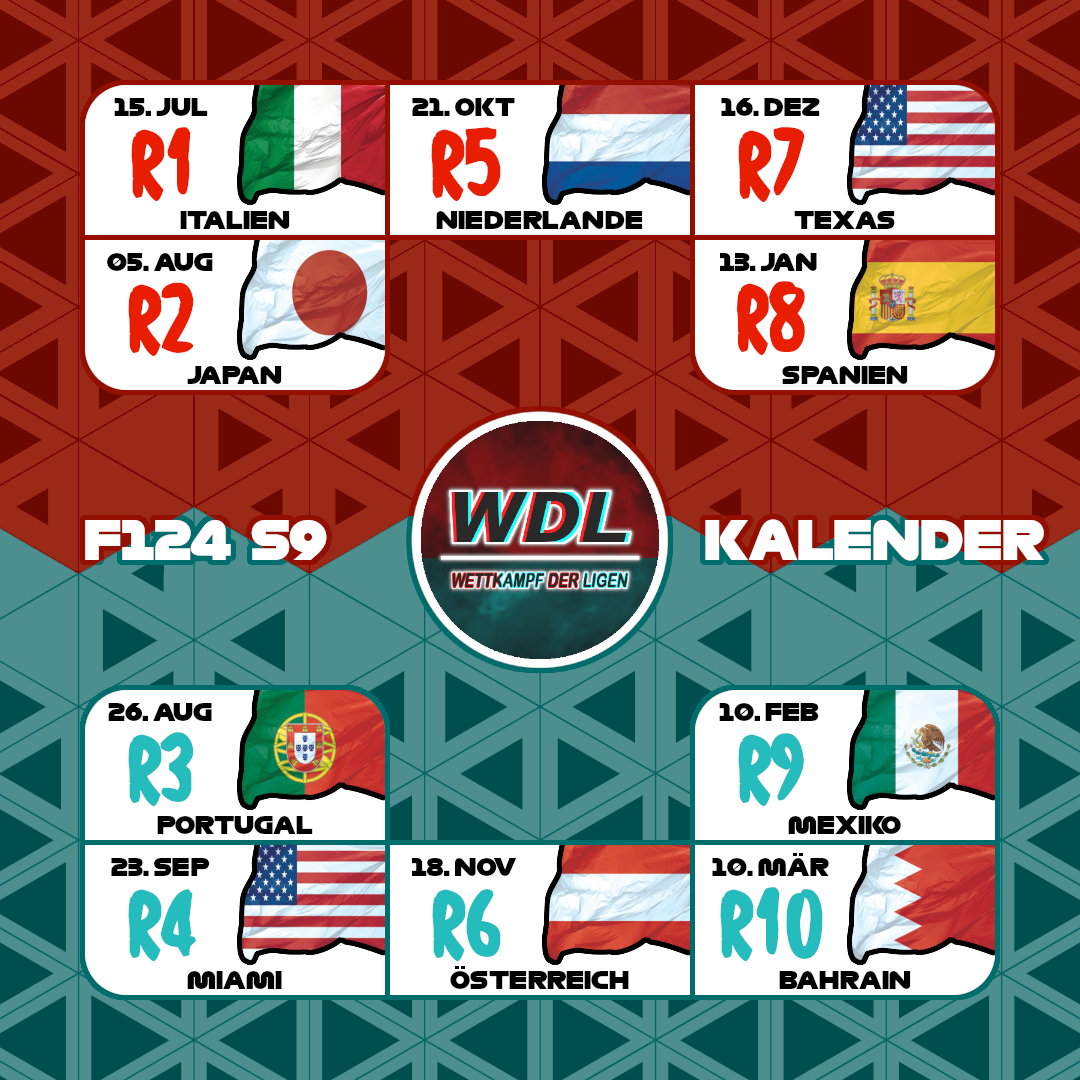 15. JUL
R1
ITALIEN
21. OKT
R5
NIEDERLANDE
16. DEZ
R7
TEXAS
05. AUG
R2
JAPAN
13. JAN
R8
SPANIEN
F124 S9
WDL
WETTKAMPF DER LIGEN
KALENDER
26. AUG
R3
PORTUGAL
10. FEB
R9
MEXIKO
23. SEP
R4
MIAMI
18. NOV
R6
ÖSTERREICH
10. MÄR
R10
BAHRAIN